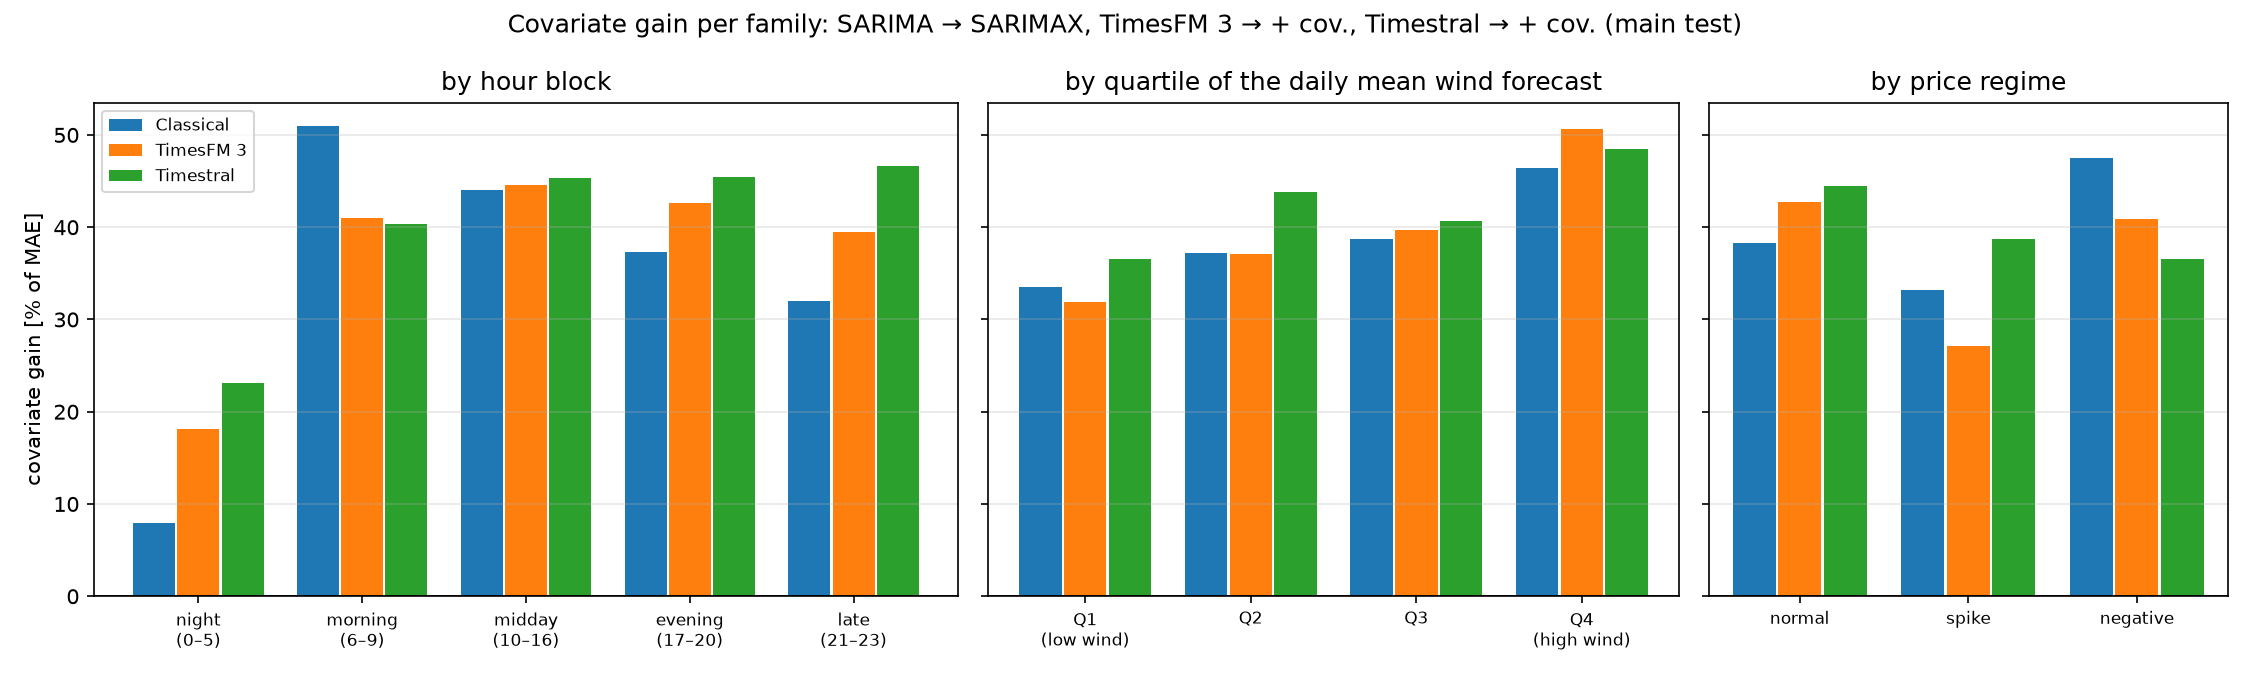 Covariate gain per family: SARIMA → SARIMAX, TimesFM 3 → + cov., Timestral → + cov. (main test)
by hour block
by quartile of the daily mean wind forecast
by price regime
covariate gain [% of MAE]
50
40
30
20
10
0
Classical
TimesFM 3
Timestral
night
(0–5)
morning
(6–9)
midday
(10–16)
evening
(17–20)
late
(21–23)
Q1
(low wind)
Q2
Q3
Q4
(high wind)
normal
spike
negative